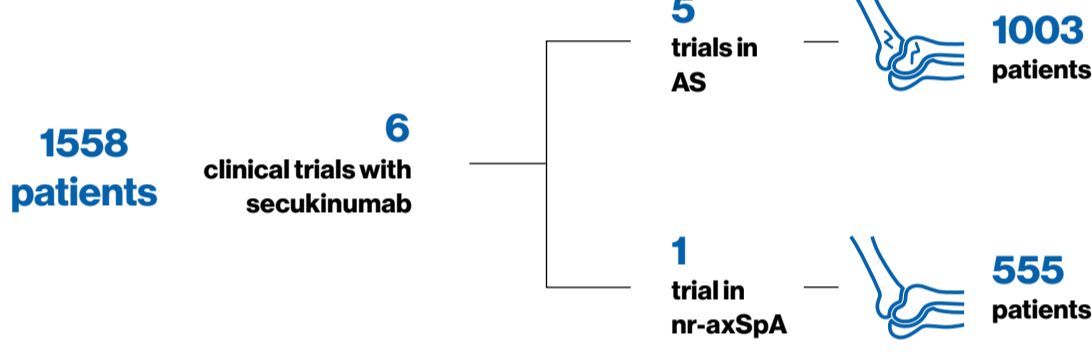 1558
patients
6
clinical trials with
secukinumab
5
trials in
AS
1003
patients
1
trial in
nr-axSpA
555
patients